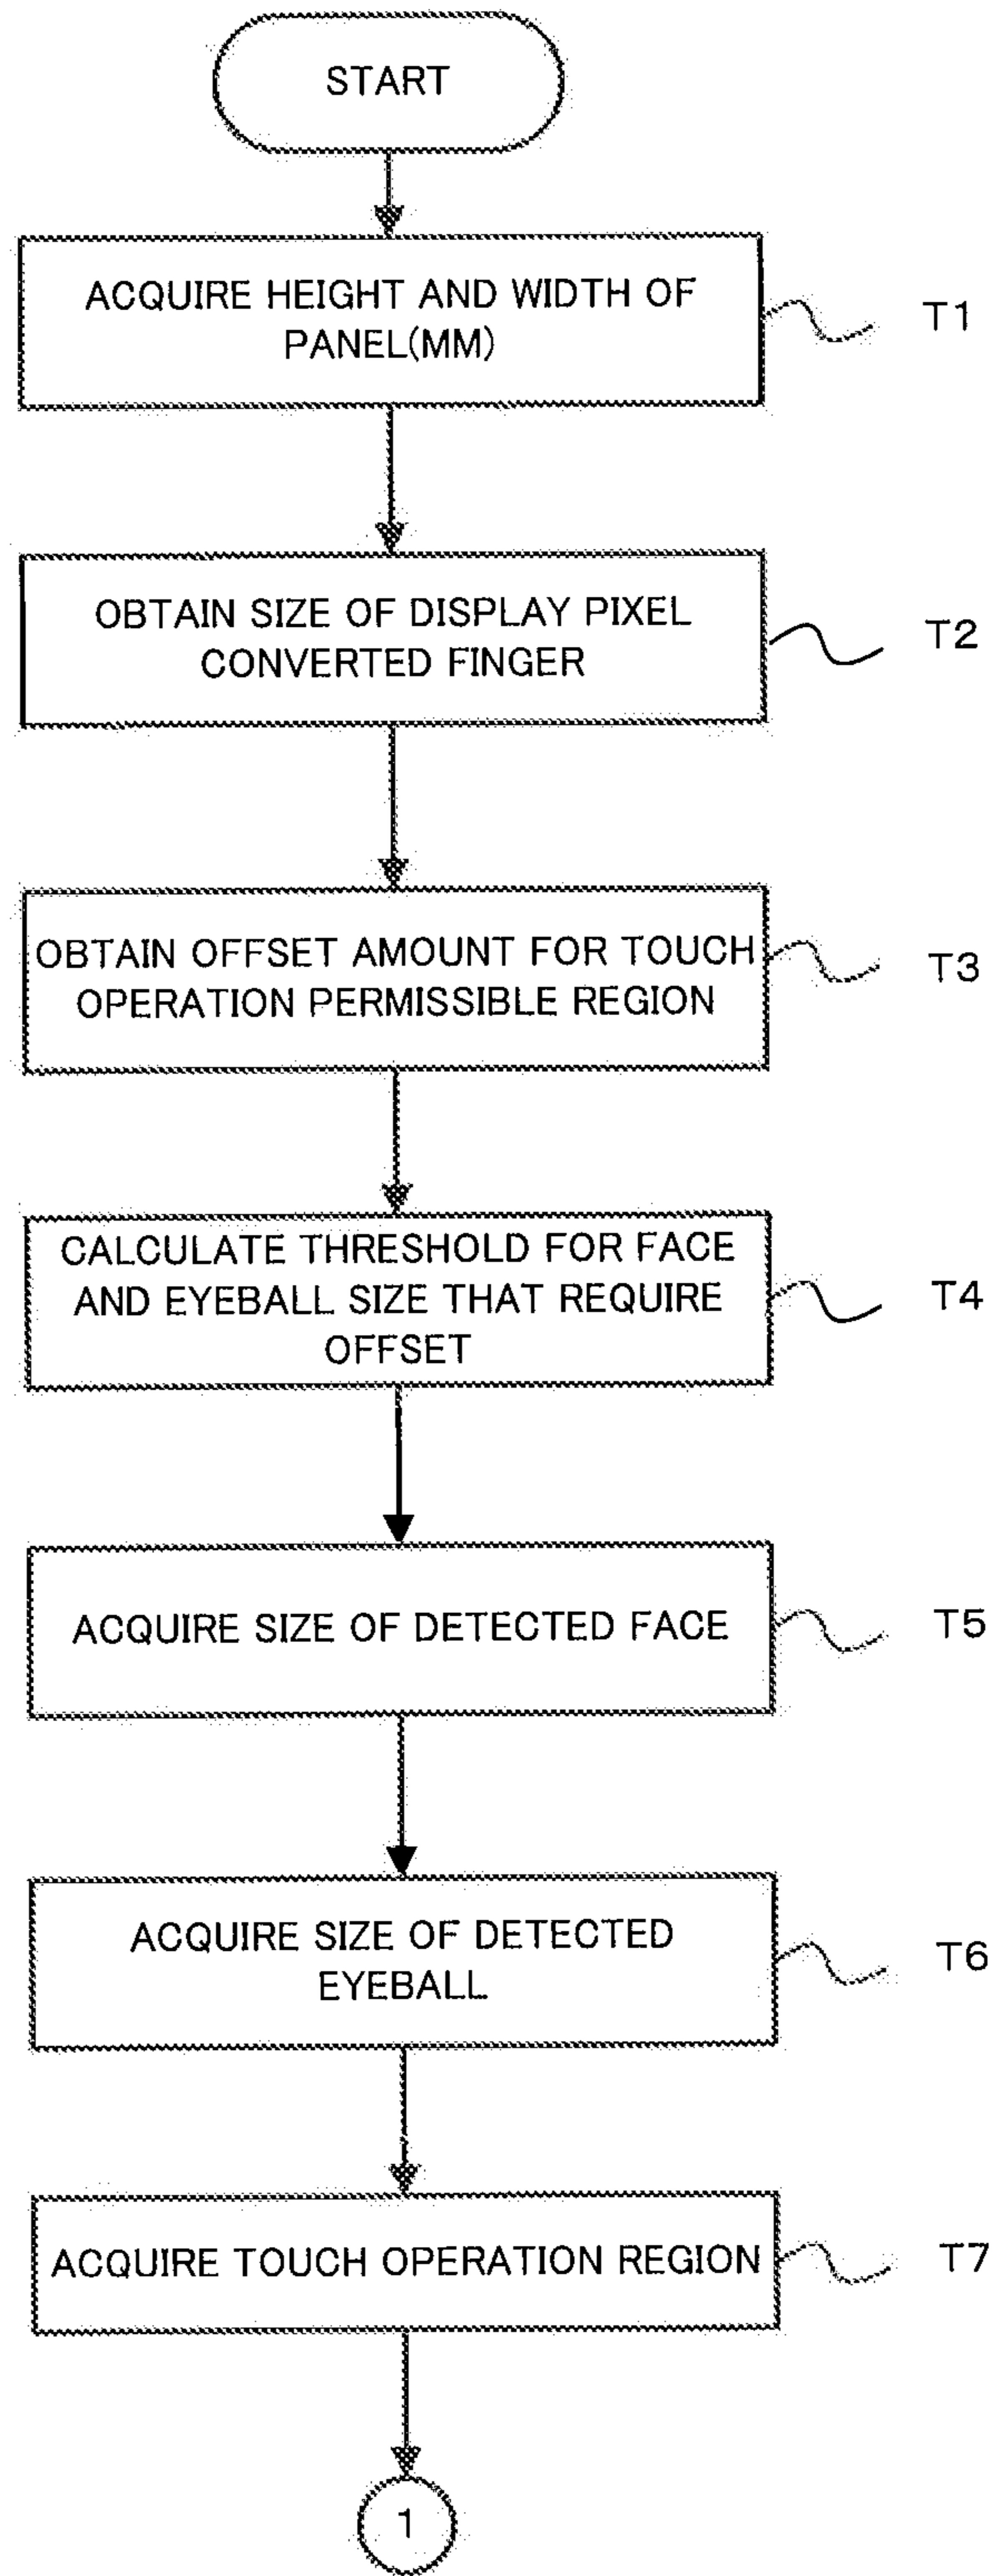 START
ACQUIRE HEIGHT AND WIDTH OF
PANEL(MM)
T1
OBTAIN SIZE OF DISPLAY PIXEL
CONVERTED FINGER
T2
OBTAIN OFFSET AMOUNT FOR TOUCH
OPERATION PERMISSIBLE REGION
T3
CALCULATE THRESHOLD FOR FACE
AND EYEBALL SIZE THAT REQUIRE
OFFSET
T4
ACQUIRE SIZE OF DETECTED FACE
T5
ACQUIRE SIZE OF DETECTED
EYEBALL
T6
ACQUIRE TOUCH OPERATION REGION
T7
1